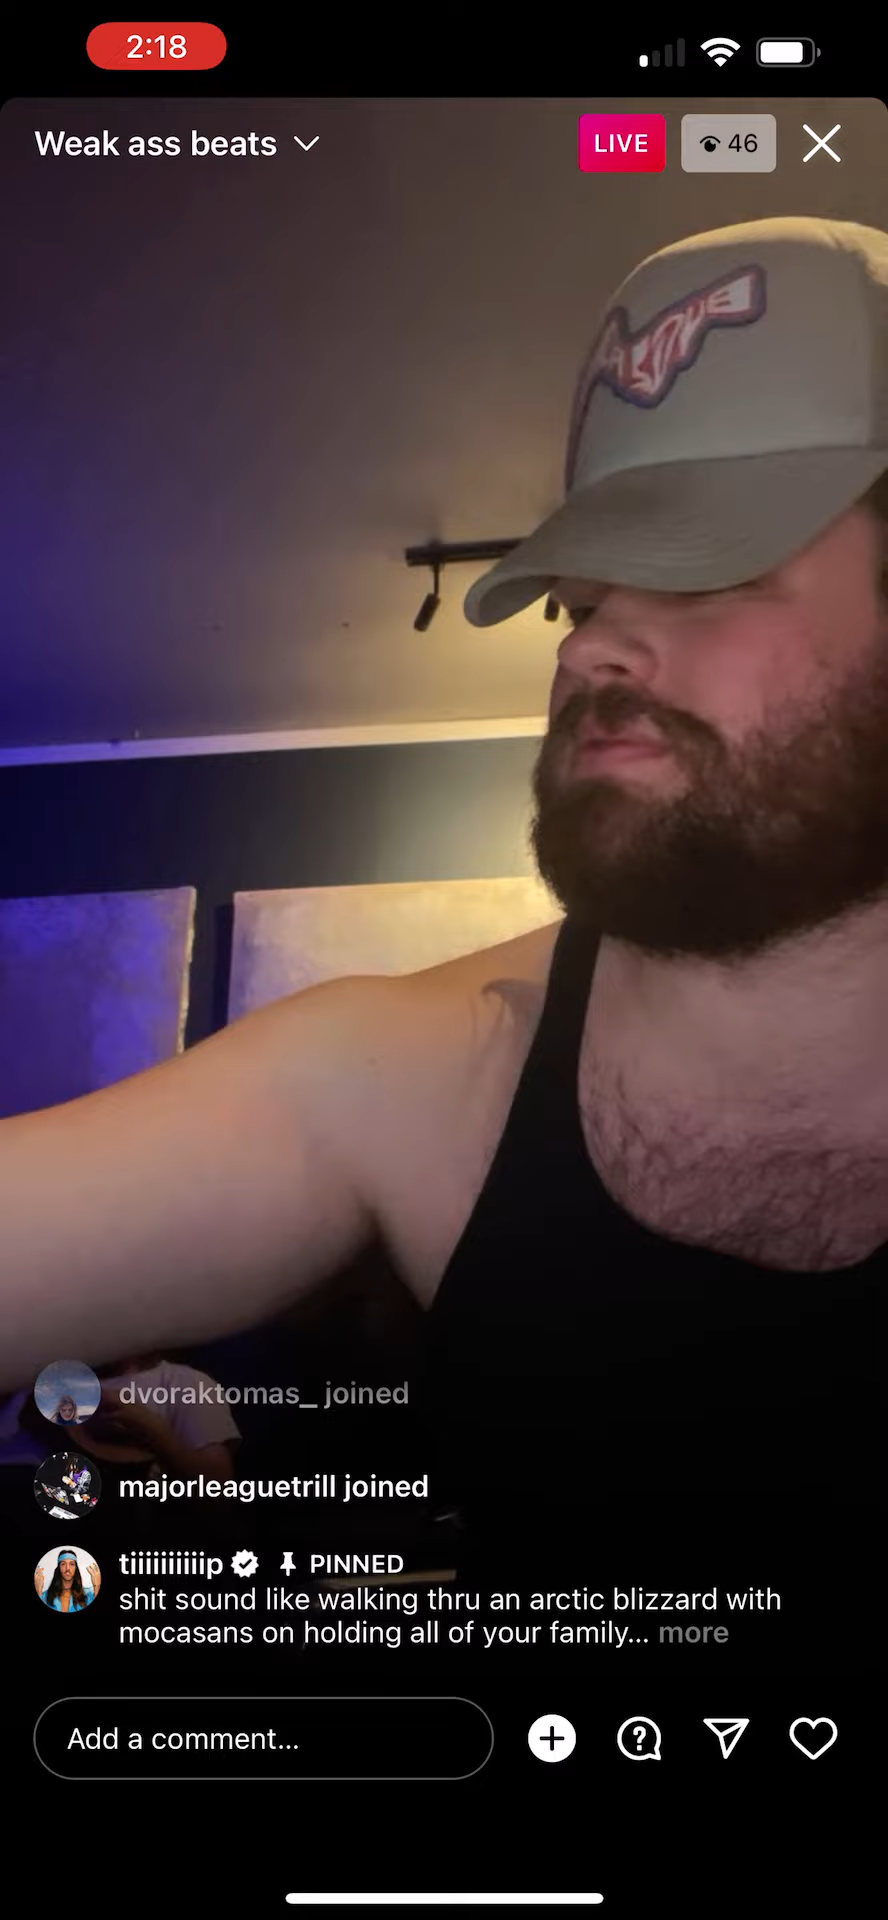 2:18
Weak ass beats
LIVE
46
dvoraktomas_ joined
majorleaguetrill joined
tiiiiiiiiiip PINNED
shit sound like walking thru an arctic blizzard with
mocasans on holding all of your family... more
Add a comment...